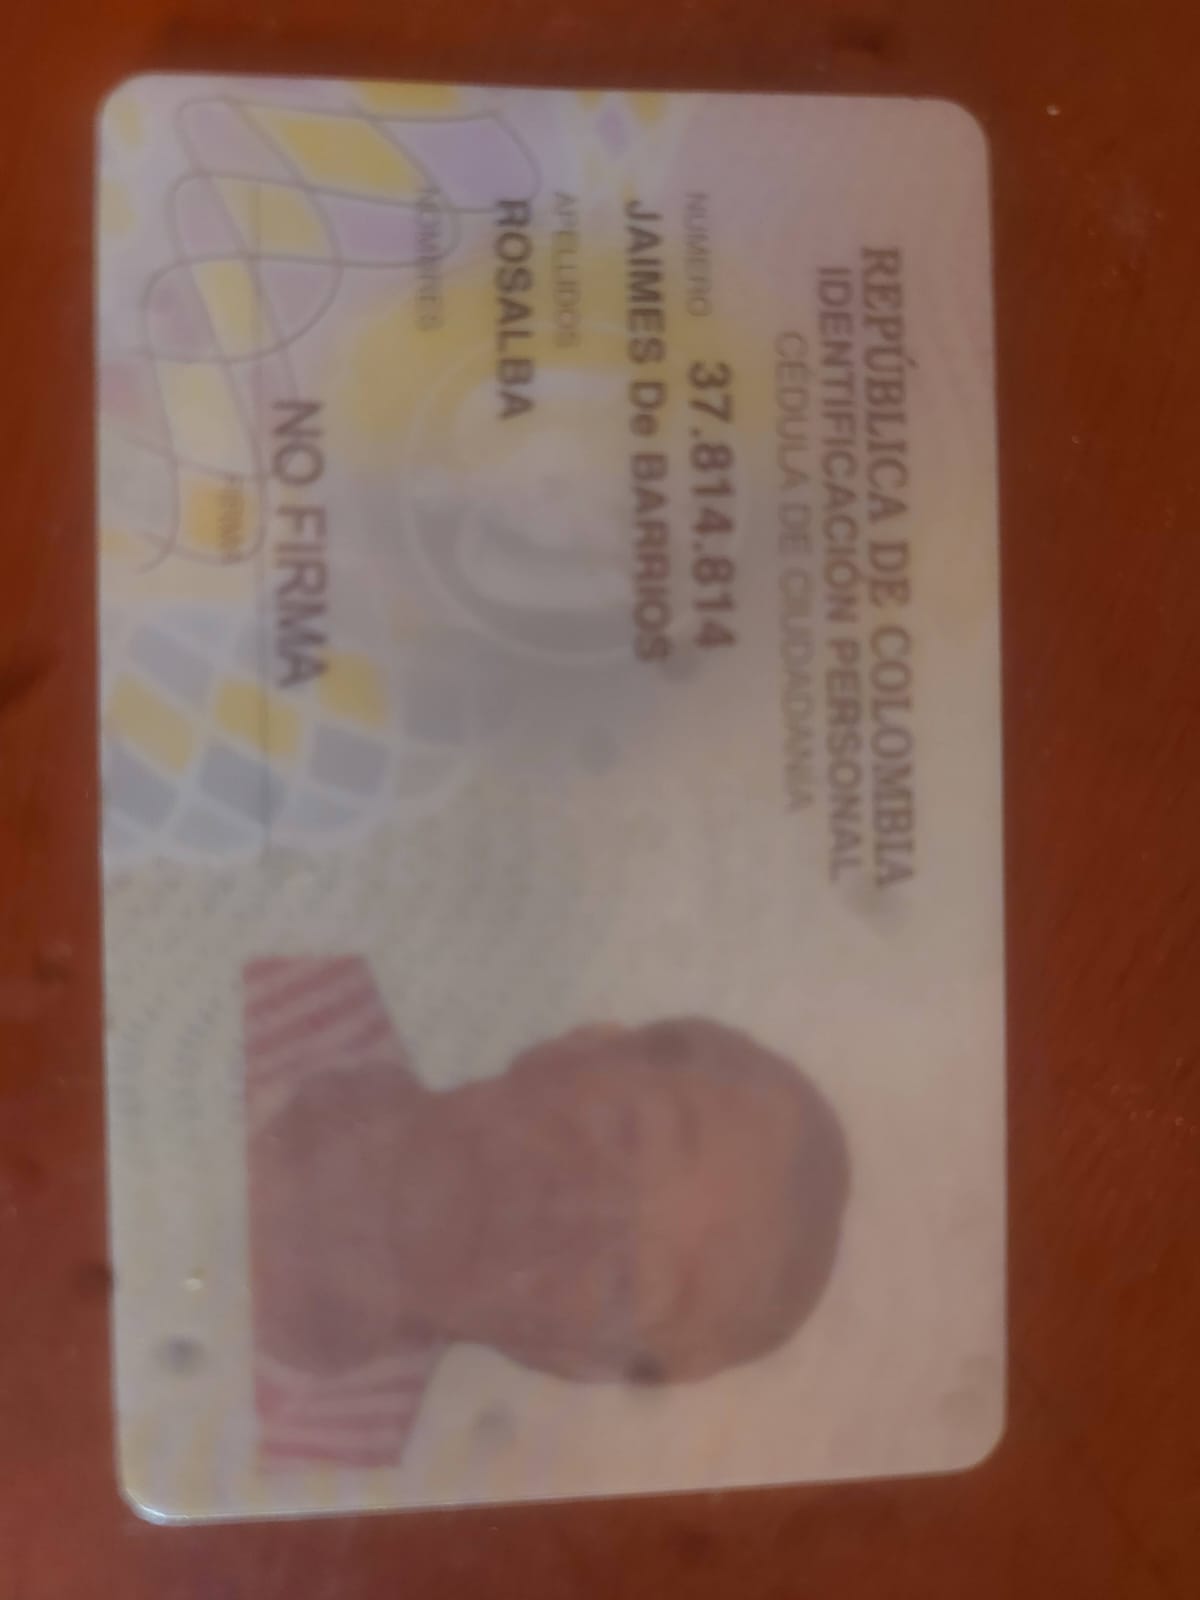 REPÚBLICA DE COLOMBIA
IDENTIFICACIÓN PERSONAL
CÉDULA DE CIUDADANÍA
NUMERO 37.814.814
JAIMES De BARRIOS
APELLIDOS
ROSALBA
NOMBRES
NO FIRMA
FIRMA